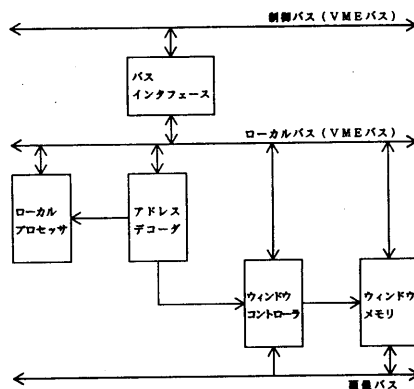 制御バス(VMEバス)
バス
インタフェース
ローカルバス(VMEバス)
ローカル
プロセッサ
アドレス
デコーダ
ウィンドウ
コントローラ
ウィンドウ
メモリ
画像バス